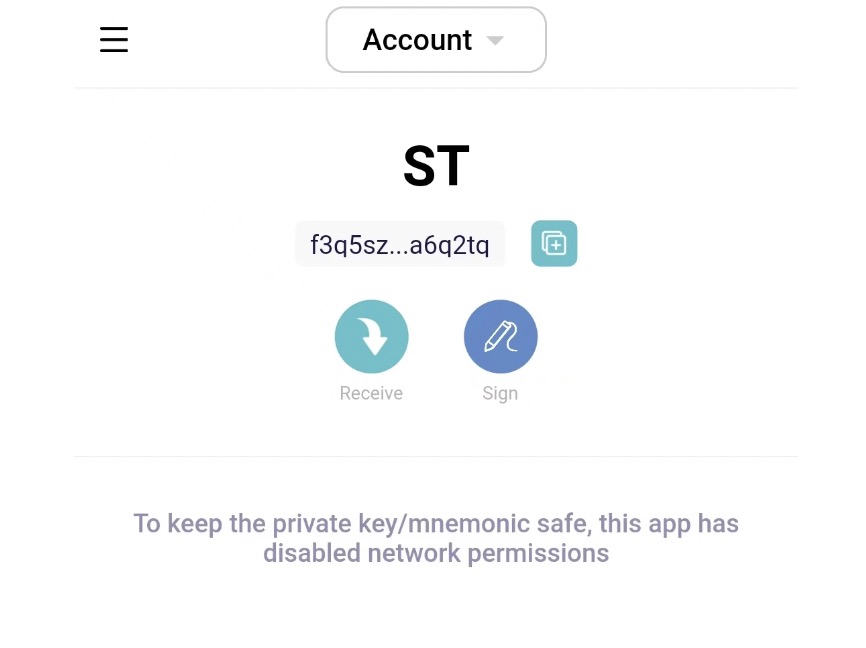 Account
ST
f3q5sz...a6q2tq
Receive
Sign
To keep the private key/mnemonic safe, this app has
disabled network permissions